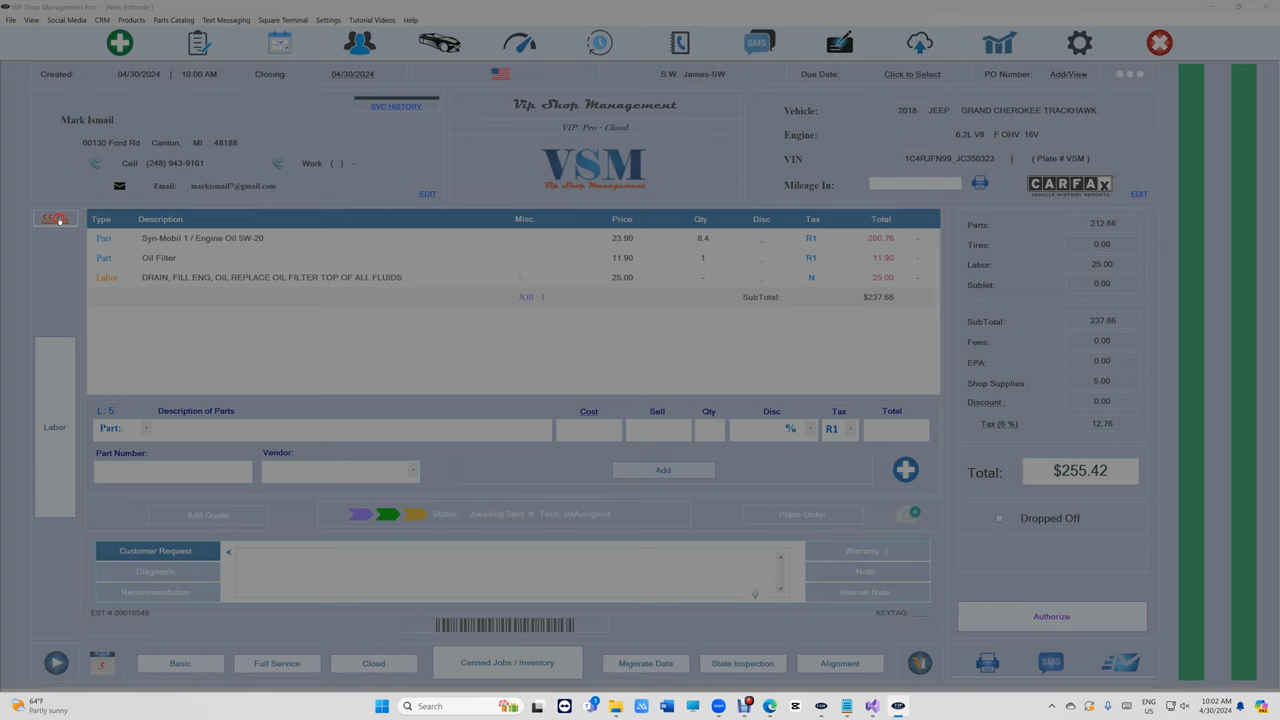 VIP Shop Management Pro: - [New Estimate:]
File View Social Media CRM Products Parts Catalog Text Messaging Square Terminal Settings Tutorial Videos Help
SMS
Created: 04/30/2024 | 10:00 AM Closing: 04/30/2024 S.W. James-SW Due Date: Click to Select PO Number: Add/View
SVC HISTORY
Mark Ismail
00130 Ford Rd Canton, MI 48188
Cell (248) 943-9161 Work ( ) -
Email: markismail7@gmail.com
EDIT
Vip Shop Management
VIP: Pro - Cloud
VSM
Vip Shop Management
Vehicle: 2018 JEEP GRAND CHEROKEE TRACKHAWK
Engine: 6.2L V8 F OHV 16V
VIN 1C4RJFN99_JC350323 | ( Plate # VSM )
Mileage In:
CARFAX
VEHICLE HISTORY REPORTS
EDIT
Type Description Misc. Price Qty Disc Tax Total
Part Syn-Mobil 1 / Engine Oil 5W-20 23.90 8.4 _ R1 200.76 -
Part Oil Filter 11.90 1 _ R1 11.90 -
Labor DRAIN, FILL ENG, OIL REPLACE OIL FILTER TOP OF ALL FLUIDS - 25.00 - _ N 25.00 -
JOB : 1 SubTotal: $237.66
Labor
L: 5 Description of Parts Cost Sell Qty Disc Tax Total
Part: % R1
Part Number: Vendor:
Add
Add Quote Status: Awaiting Start Tech: UnAssigned Place Order
Customer Request
Diagnosis
Recommendation
Warranty ✓
Note
Internal Note
EST # 00016549 KEYTAG: ____
Parts: 212.66
Tires: 0.00
Labor: 25.00
Sublet: 0.00
SubTotal: 237.66
Fees: 0.00
EPA: 0.00
Shop Supplies : 5.00
Discount : 0.00
Tax (6 %) 12.76
Total: $255.42
Dropped Off
Authorize
5 Basic Full Service Cloud Canned Jobs / Inventory Migerate Data State Inspection Alignment SMS
64°F
Partly sunny
Search
ENG
US
10:02 AM
4/30/2024